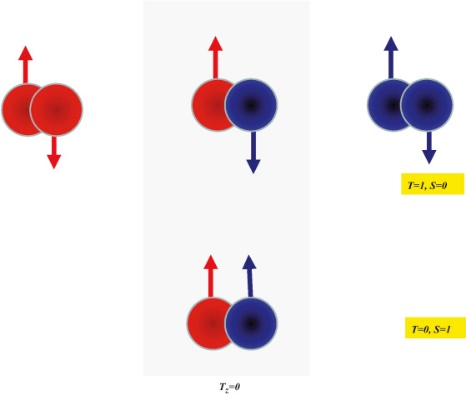 T=1, S=0
T=0, S=1
T_z=0